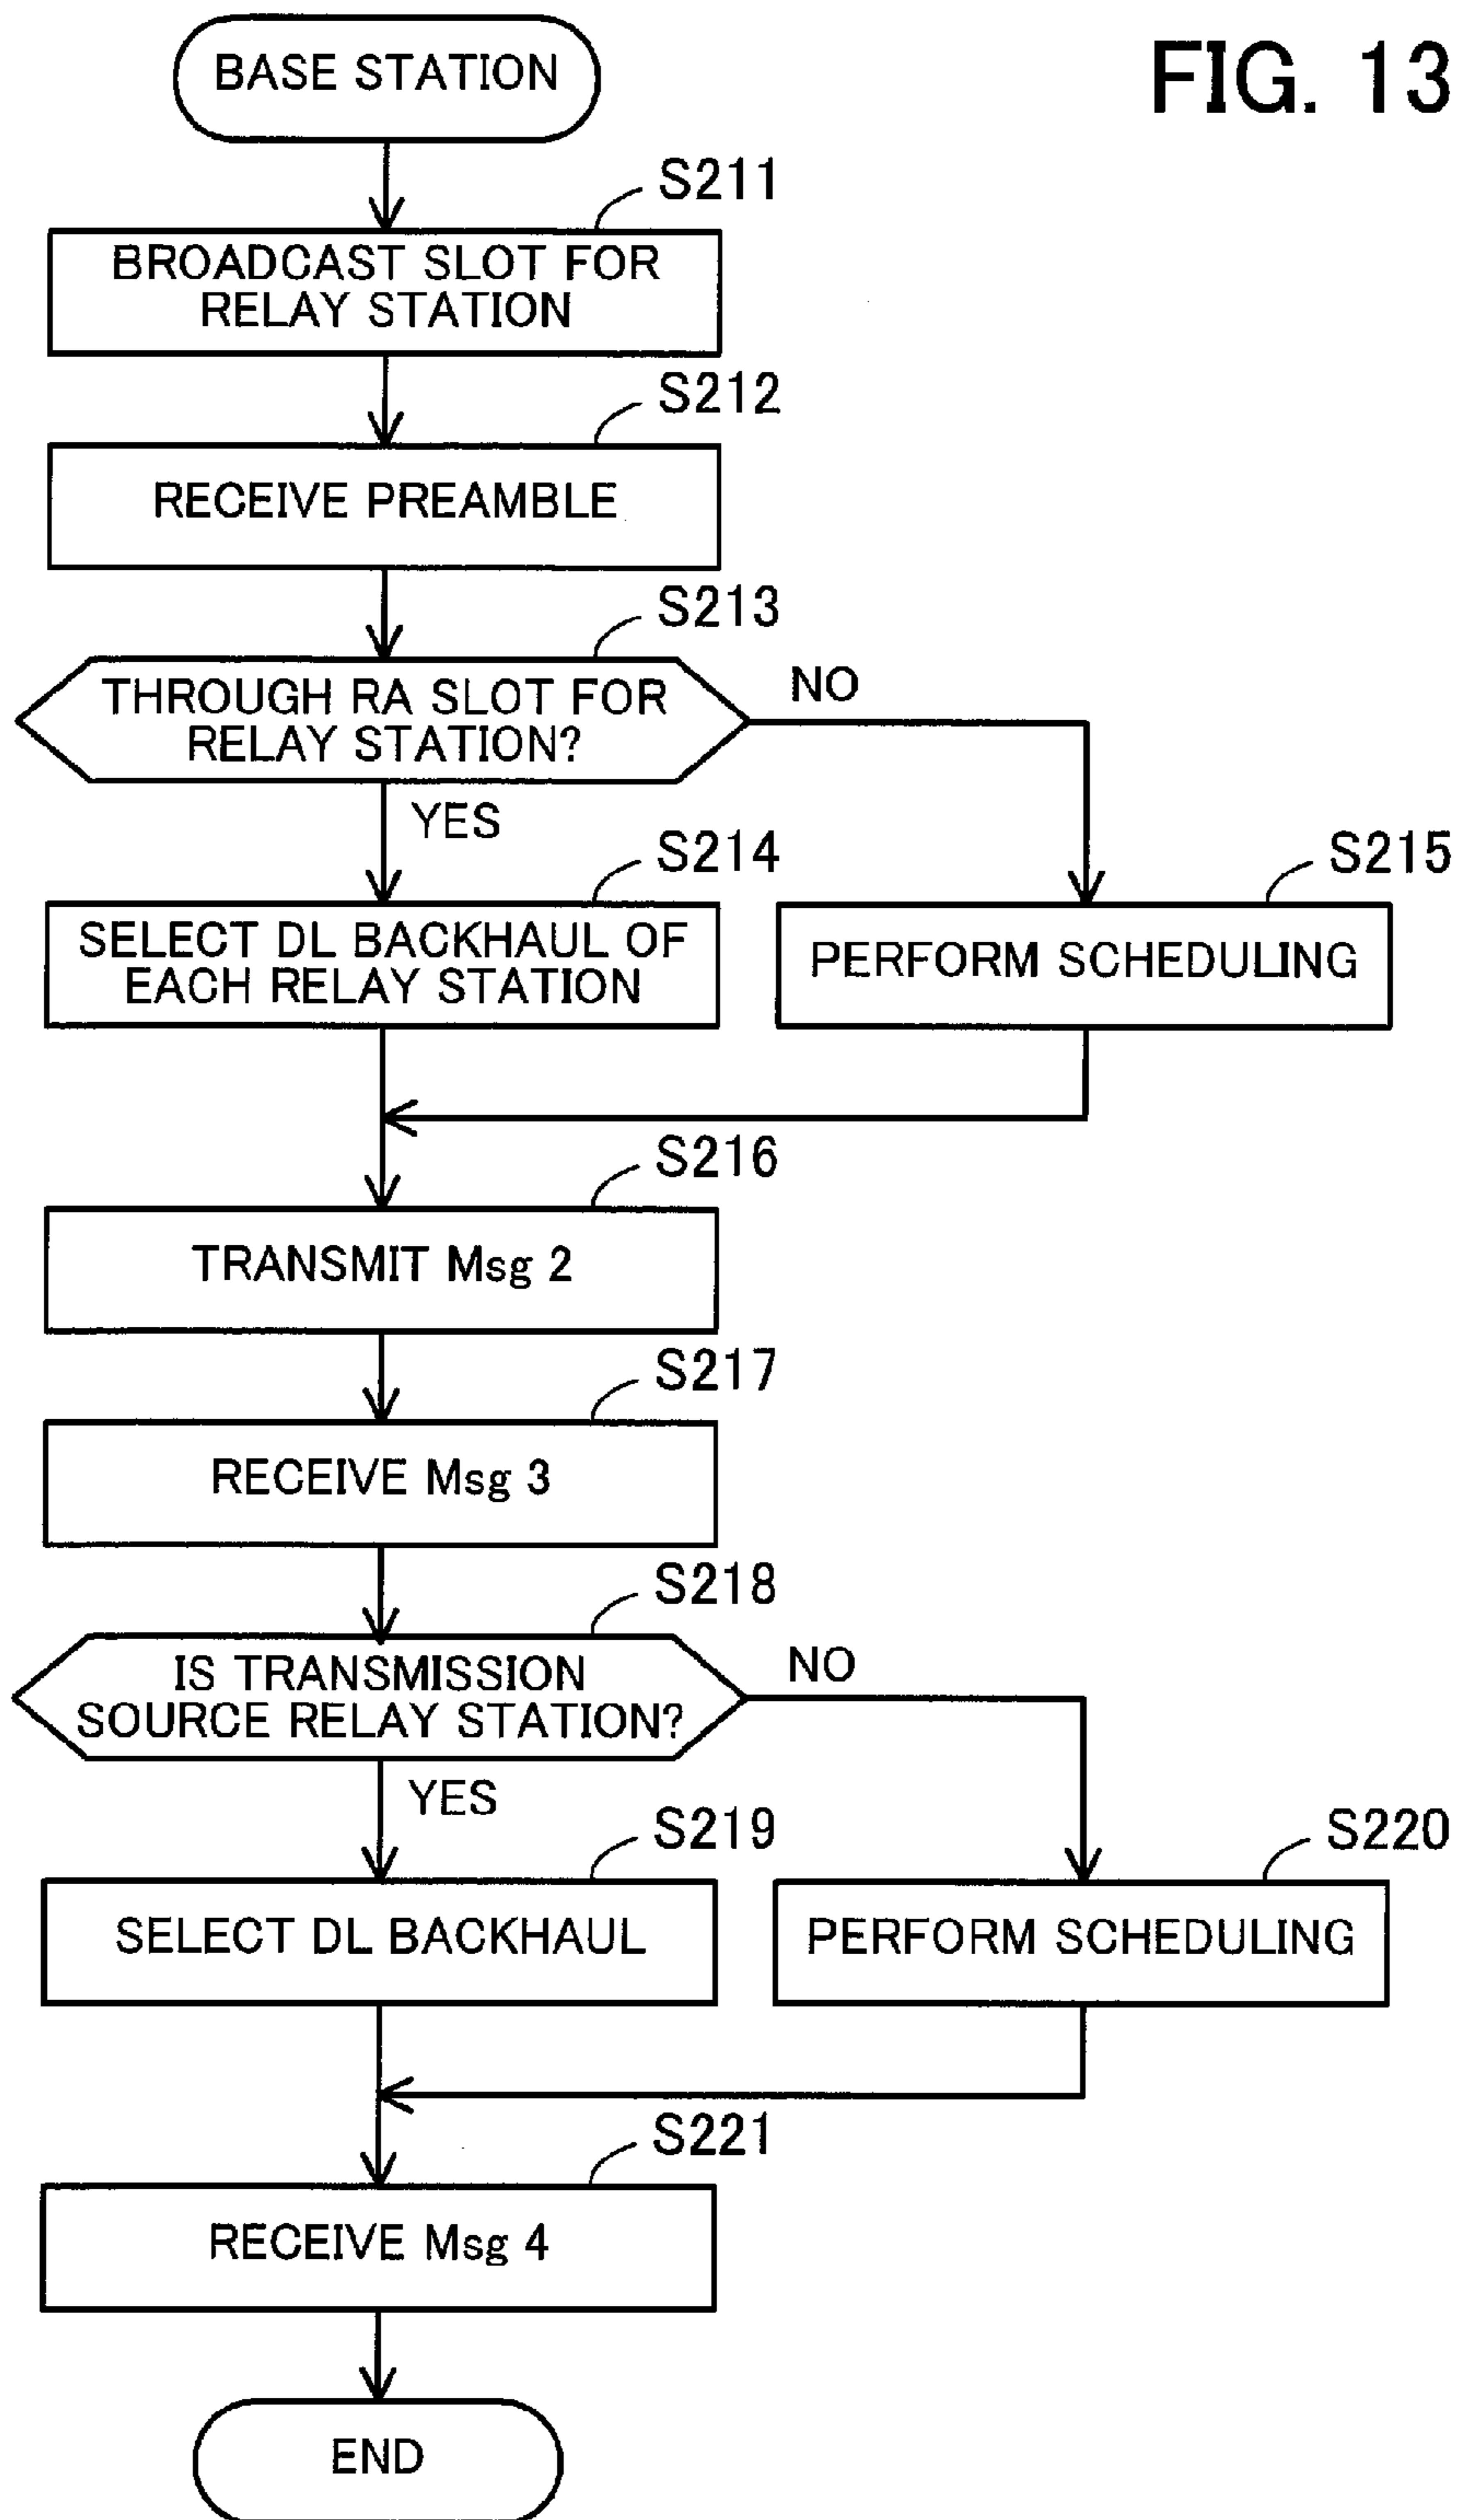 FIG. 13
BASE STATION
S211
BROADCAST SLOT FOR
RELAY STATION
S212
RECEIVE PREAMBLE
S213
THROUGH RA SLOT FOR
RELAY STATION?
NO
YES
S214
SELECT DL BACKHAUL OF
EACH RELAY STATION
S215
PERFORM SCHEDULING
S216
TRANSMIT Msg 2
S217
RECEIVE Msg 3
S218
IS TRANSMISSION
SOURCE RELAY STATION?
NO
YES
S219
SELECT DL BACKHAUL
S220
PERFORM SCHEDULING
S221
RECEIVE Msg 4
END